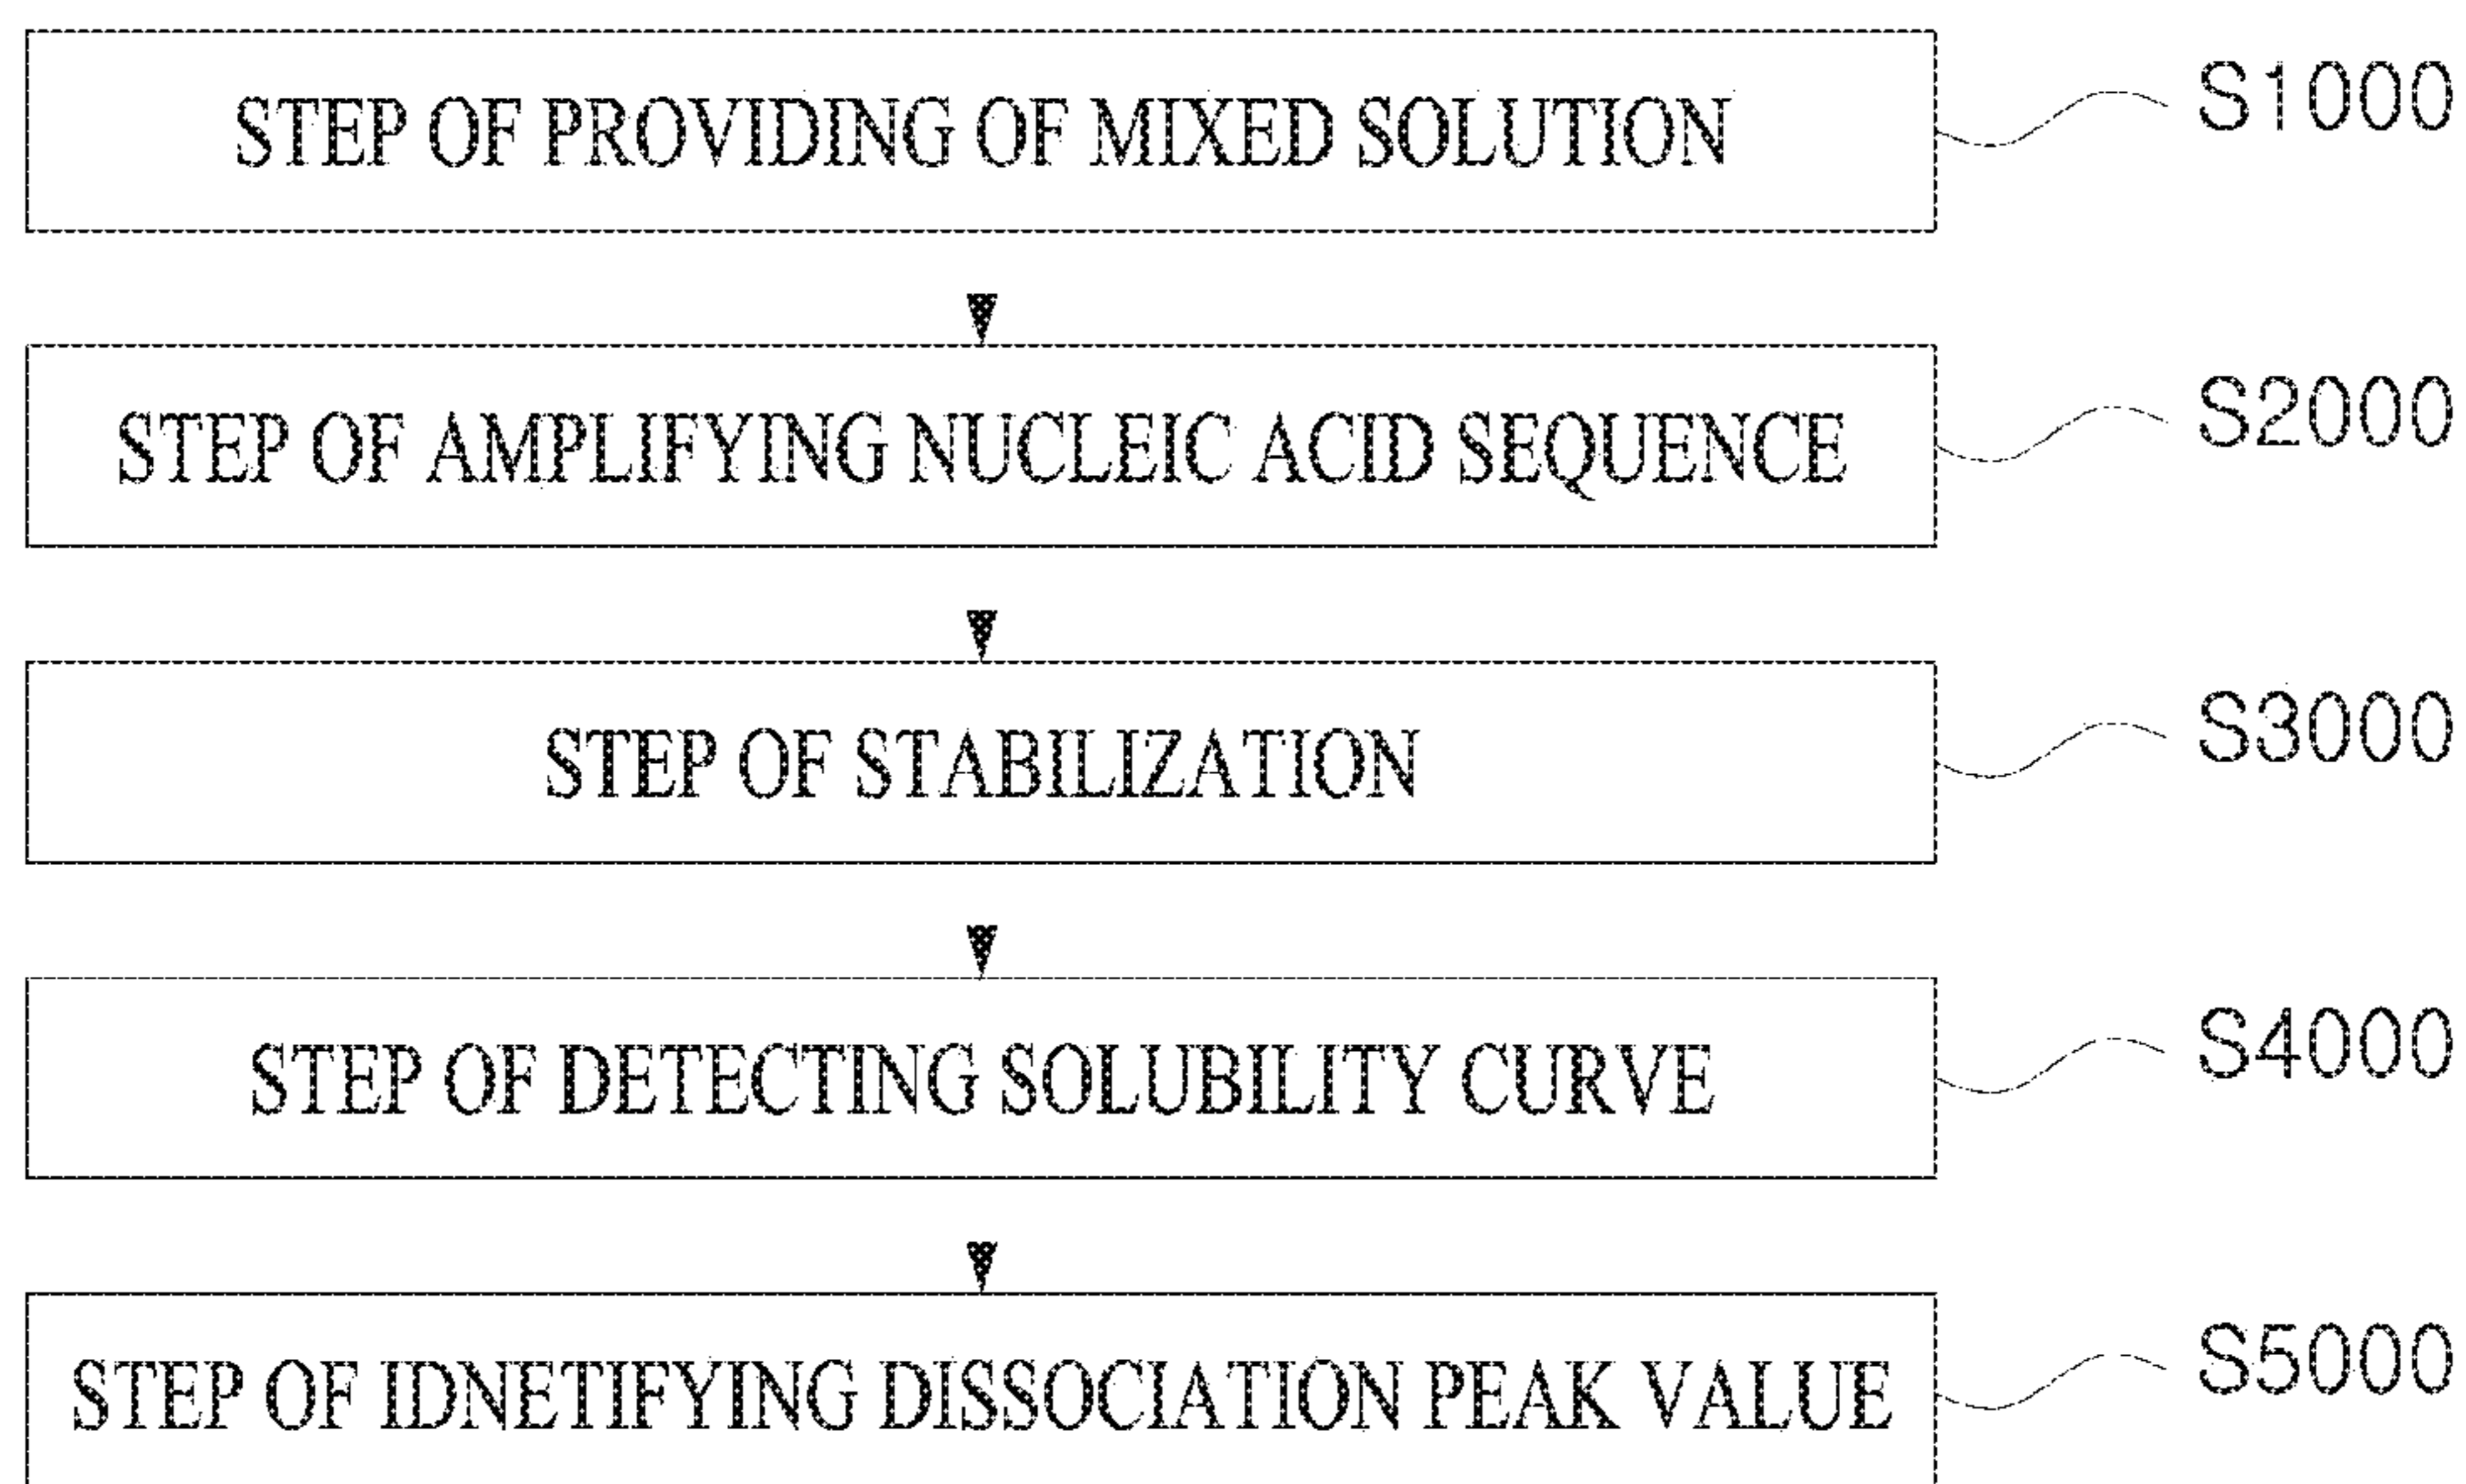 STEP OF PROVIDING OF MIXED SOLUTION S1000
STEP OF AMPLIFYING NUCLEIC ACID SEQUENCE S2000
STEP OF STABILIZATION S3000
STEP OF DETECTING SOLUBILITY CURVE S4000
STEP OF IDNETIFYING DISSOCIATION PEAK VALUE S5000